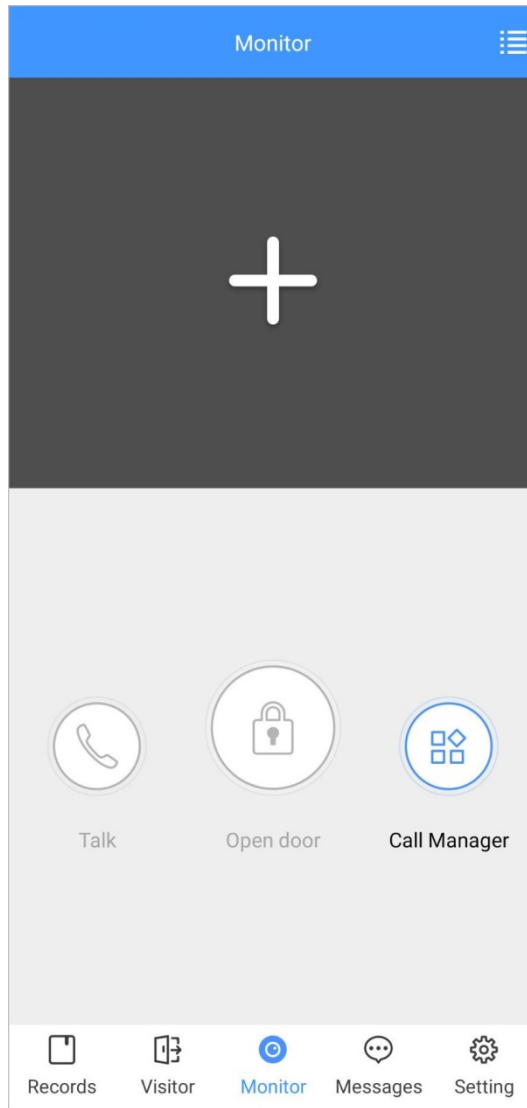 Monitor
Talk
Open door
Call Manager
Records
Visitor
Monitor
Messages
Setting